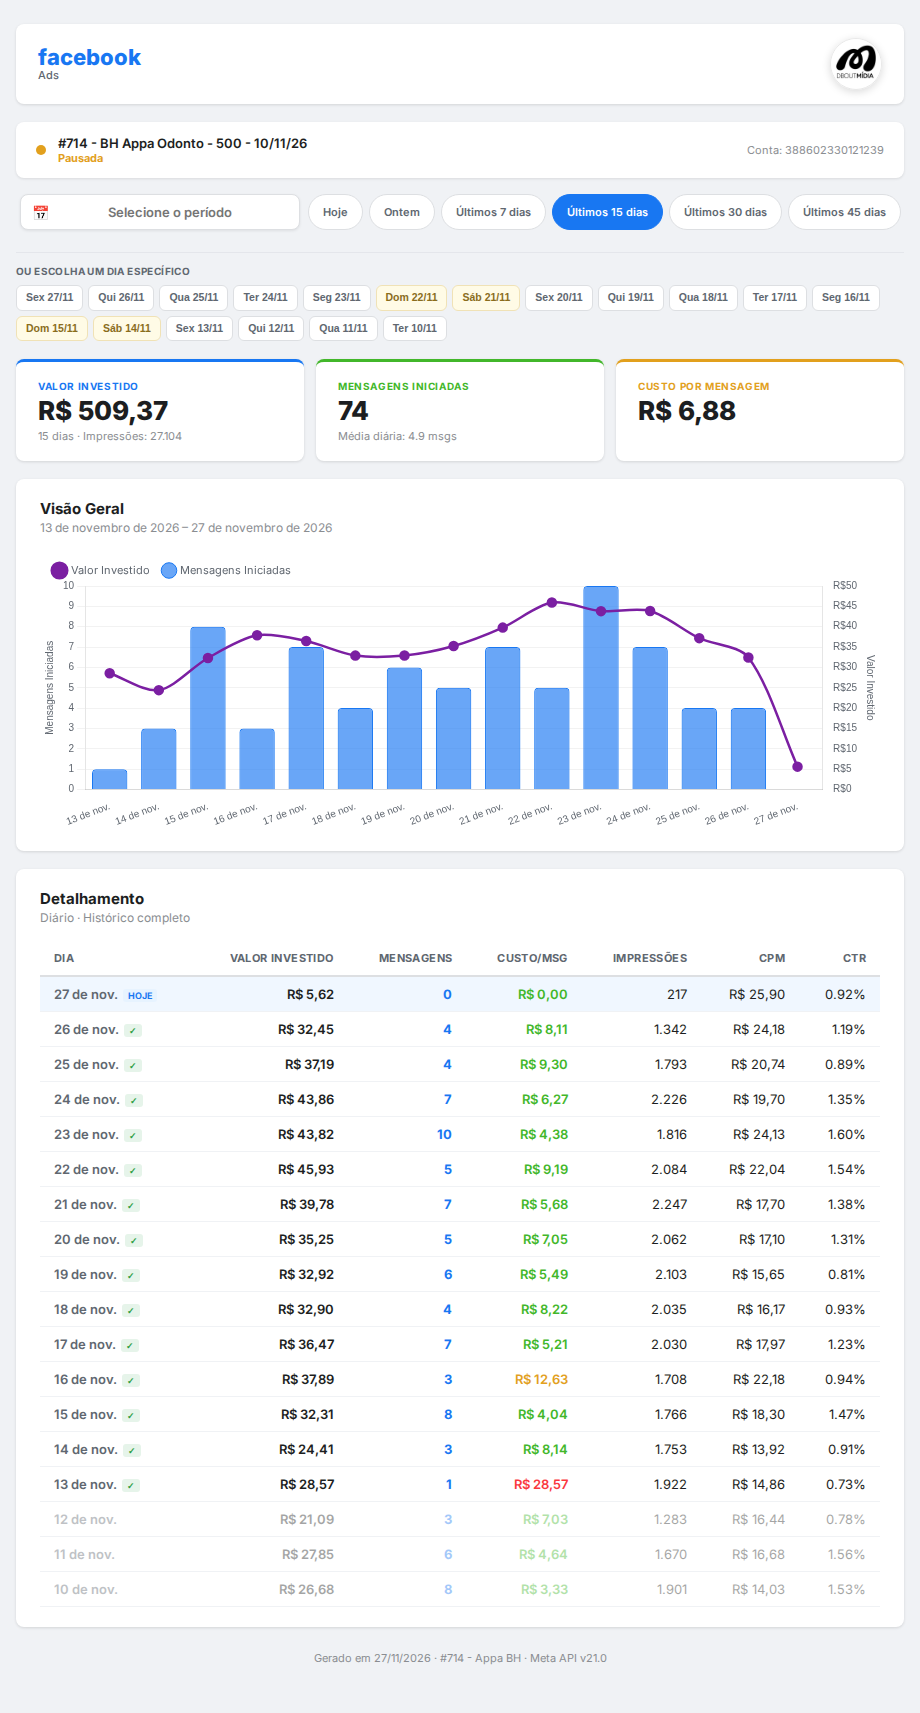 facebook
Ads
DBOUTMÍDIA
#714 - BH Appa Odonto - 500 - 10/11/26
Pausada
Conta: 388602330121239
📅 Selecione o período Hoje Ontem Últimos 7 dias Últimos 15 dias Últimos 30 dias Últimos 45 dias
OU ESCOLHA UM DIA ESPECÍFICO
Sex 27/11 Qui 26/11 Qua 25/11 Ter 24/11 Seg 23/11 Dom 22/11 Sáb 21/11 Sex 20/11 Qui 19/11 Qua 18/11 Ter 17/11 Seg 16/11
Dom 15/11 Sáb 14/11 Sex 13/11 Qui 12/11 Qua 11/11 Ter 10/11
VALOR INVESTIDO
R$ 509,37
15 dias · Impressões: 27.104
MENSAGENS INICIADAS
74
Média diária: 4.9 msgs
CUSTO POR MENSAGEM
R$ 6,88
Visão Geral
13 de novembro de 2026 – 27 de novembro de 2026
Valor Investido Mensagens Iniciadas
Mensagens Iniciadas
10
9
8
7
6
5
4
3
2
1
0
R$50
R$45
R$40
R$35
R$30
R$25
R$20
R$15
R$10
R$5
R$0
Valor Investido
13 de nov. 14 de nov. 15 de nov. 16 de nov. 17 de nov. 18 de nov. 19 de nov. 20 de nov. 21 de nov. 22 de nov. 23 de nov. 24 de nov. 25 de nov. 26 de nov. 27 de nov.
Detalhamento
Diário · Histórico completo
DIA VALOR INVESTIDO MENSAGENS CUSTO/MSG IMPRESSÕES CPM CTR
27 de nov. HOJE R$ 5,62 0 R$ 0,00 217 R$ 25,90 0.92%
26 de nov. ✓ R$ 32,45 4 R$ 8,11 1.342 R$ 24,18 1.19%
25 de nov. ✓ R$ 37,19 4 R$ 9,30 1.793 R$ 20,74 0.89%
24 de nov. ✓ R$ 43,86 7 R$ 6,27 2.226 R$ 19,70 1.35%
23 de nov. ✓ R$ 43,82 10 R$ 4,38 1.816 R$ 24,13 1.60%
22 de nov. ✓ R$ 45,93 5 R$ 9,19 2.084 R$ 22,04 1.54%
21 de nov. ✓ R$ 39,78 7 R$ 5,68 2.247 R$ 17,70 1.38%
20 de nov. ✓ R$ 35,25 5 R$ 7,05 2.062 R$ 17,10 1.31%
19 de nov. ✓ R$ 32,92 6 R$ 5,49 2.103 R$ 15,65 0.81%
18 de nov. ✓ R$ 32,90 4 R$ 8,22 2.035 R$ 16,17 0.93%
17 de nov. ✓ R$ 36,47 7 R$ 5,21 2.030 R$ 17,97 1.23%
16 de nov. ✓ R$ 37,89 3 R$ 12,63 1.708 R$ 22,18 0.94%
15 de nov. ✓ R$ 32,31 8 R$ 4,04 1.766 R$ 18,30 1.47%
14 de nov. ✓ R$ 24,41 3 R$ 8,14 1.753 R$ 13,92 0.91%
13 de nov. ✓ R$ 28,57 1 R$ 28,57 1.922 R$ 14,86 0.73%
12 de nov. R$ 21,09 3 R$ 7,03 1.283 R$ 16,44 0.78%
11 de nov. R$ 27,85 6 R$ 4,64 1.670 R$ 16,68 1.56%
10 de nov. R$ 26,68 8 R$ 3,33 1.901 R$ 14,03 1.53%
Gerado em 27/11/2026 · #714 - Appa BH · Meta API v21.0